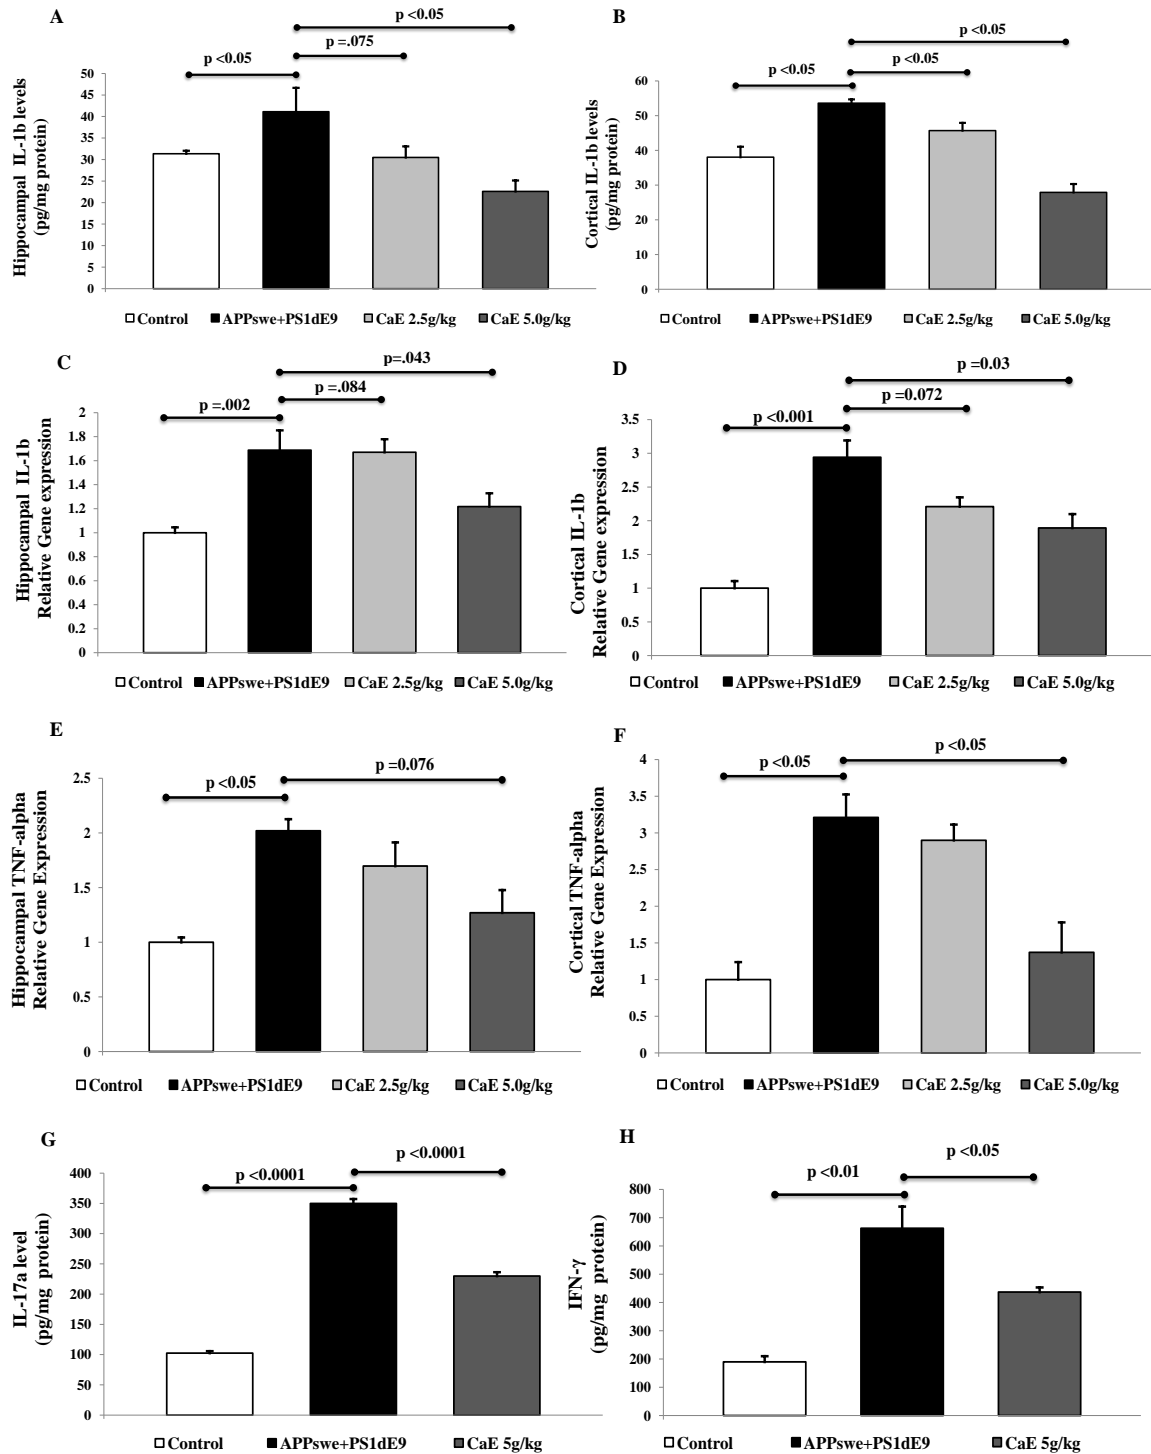 A
p <0.05
p =.075
p <0.05
Hippocampal IL-1b levels
(pg/mg protein)
50
45
40
35
30
25
20
15
10
5
0
Control APPswe+PS1dE9 CaE 2.5g/kg CaE 5.0g/kg
B
p <0.05
p <0.05
p <0.05
Cortical IL-1b levels
(pg/mg protein)
60
50
40
30
20
10
0
Control APPswe+PS1dE9 CaE 2.5g/kg CaE 5.0g/kg
C
p=.043
p =.084
p =.002
Hippocampal IL-1b
Relative Gene expression
2
1.8
1.6
1.4
1.2
1
0.8
0.6
0.4
0.2
0
Control APPswe+PS1dE9 CaE 2.5g/kg CaE 5.0g/kg
D
p =0.03
p =0.072
p <0.001
Cortical IL-1b
Relative Gene expression
3.5
3
2.5
2
1.5
1
0.5
0
Control APPswe+PS1dE9 CaE 2.5g/kg CaE 5.0g/kg
E
p =0.076
p <0.05
Hippocampal TNF-alpha
Relative Gene Expression
2.5
2
1.5
1
0.5
0
Control APPswe+PS1dE9 CaE 2.5g/kg CaE 5.0g/kg
F
p <0.05
p <0.05
Cortical TNF-alpha
Relative Gene Expression
4
3.5
3
2.5
2
1.5
1
0.5
0
Control APPswe+PS1dE9 CaE 2.5g/kg CaE 5.0g/kg
G
p <0.0001
p <0.0001
IL-17a level
(pg/mg protein)
400
350
300
250
200
150
100
50
0
Control APPswe+PS1dE9 CaE 5g/kg
H
p <0.05
p <0.01
IFN-γ
(pg/mg protein)
800
700
600
500
400
300
200
100
0
Control APPswe+PS1dE9 CaE 5g/kg